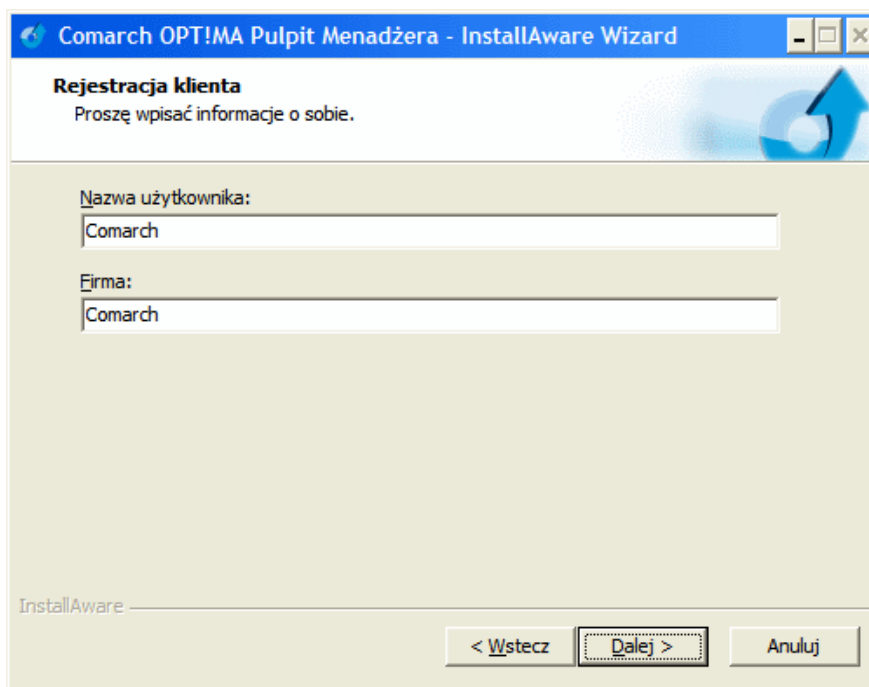 Comarch OPT!MA Pulpit Menadżera - InstallAware Wizard
Rejestracja klienta
Proszę wpisać informacje o sobie.
Nazwa użytkownika:
Comarch
Firma:
Comarch
InstallAware
< Wstecz Dalej > Anuluj